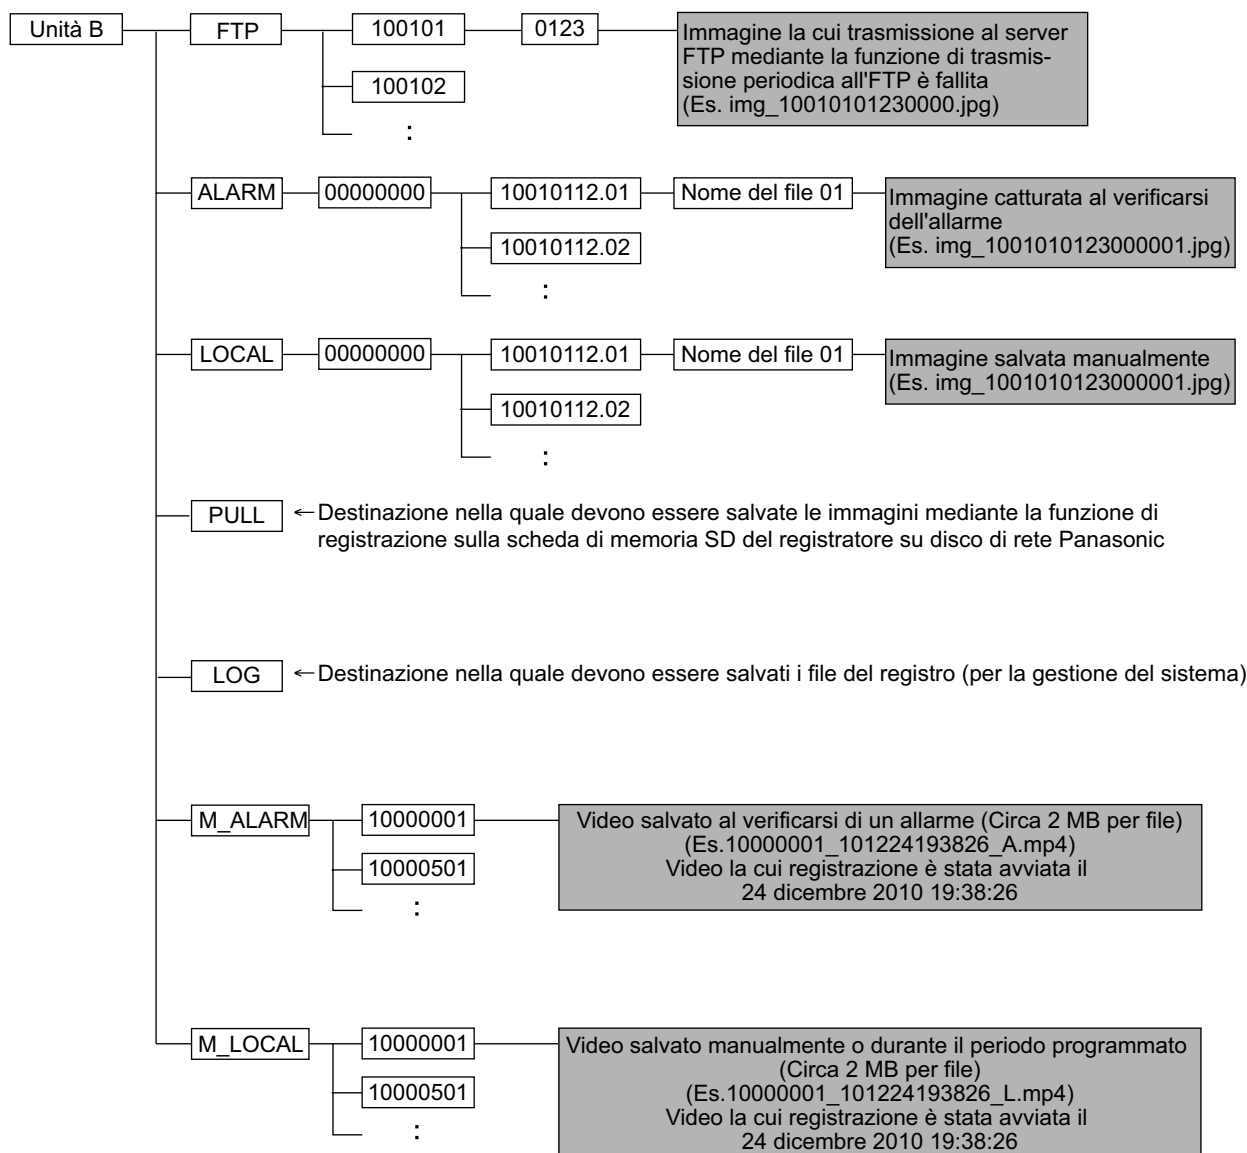 Unità B
FTP
100101
0123
Immagine la cui trasmissione al server
FTP mediante la funzione di trasmis-
sione periodica all'FTP è fallita
(Es. img_10010101230000.jpg)
100102
:
ALARM
00000000
10010112.01
Nome del file 01
Immagine catturata al verificarsi
dell'allarme
(Es. img_1001010123000001.jpg)
10010112.02
:
LOCAL
00000000
10010112.01
Nome del file 01
Immagine salvata manualmente
(Es. img_1001010123000001.jpg)
10010112.02
:
PULL
←Destinazione nella quale devono essere salvate le immagini mediante la funzione di
registrazione sulla scheda di memoria SD del registratore su disco di rete Panasonic
LOG
←Destinazione nella quale devono essere salvati i file del registro (per la gestione del sistema)
M_ALARM
10000001
Video salvato al verificarsi di un allarme (Circa 2 MB per file)
(Es.10000001_101224193826_A.mp4)
Video la cui registrazione è stata avviata il
24 dicembre 2010 19:38:26
10000501
:
M_LOCAL
10000001
Video salvato manualmente o durante il periodo programmato
(Circa 2 MB per file)
(Es.10000001_101224193826_L.mp4)
Video la cui registrazione è stata avviata il
24 dicembre 2010 19:38:26
10000501
: